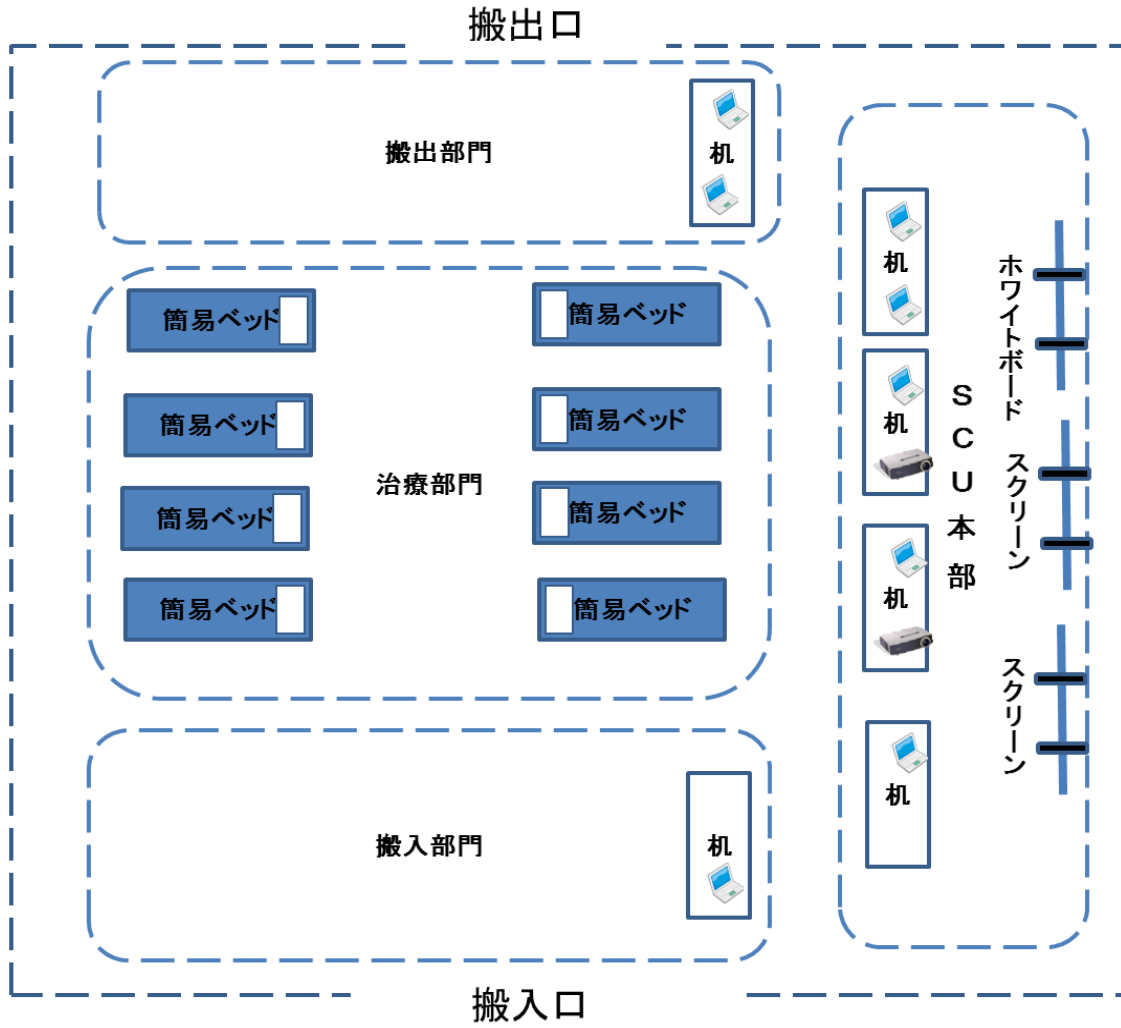 搬出口
搬出部門
机
簡易ベッド
簡易ベッド
簡易ベッド
簡易ベッド
治療部門
簡易ベッド
簡易ベッド
簡易ベッド
簡易ベッド
搬入部門
机
机
机
机
机
SCU本部
ホワイトボード
スクリーン
スクリーン
搬入口